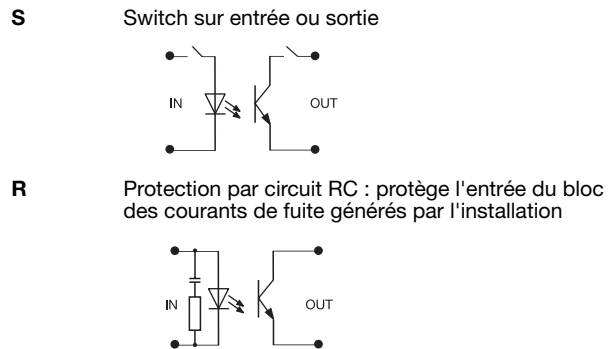 S Switch sur entrée ou sortie
IN OUT
R Protection par circuit RC : protège l'entrée du bloc
des courants de fuite générés par l'installation
IN OUT